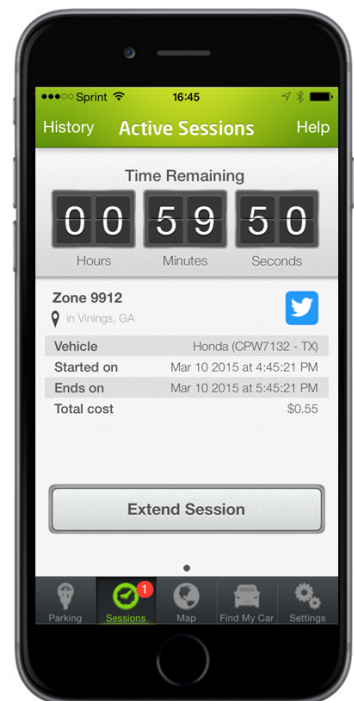 Sprint 16:45
History Active Sessions Help
Time Remaining
00 59 50
Hours Minutes Seconds
Zone 9912
in Vinings, GA
Vehicle Honda (CPW7132 - TX)
Started on Mar 10 2015 at 4:45:21 PM
Ends on Mar 10 2015 at 5:45:21 PM
Total cost $0.55
Extend Session
1
Parking Sessions Map Find My Car Settings